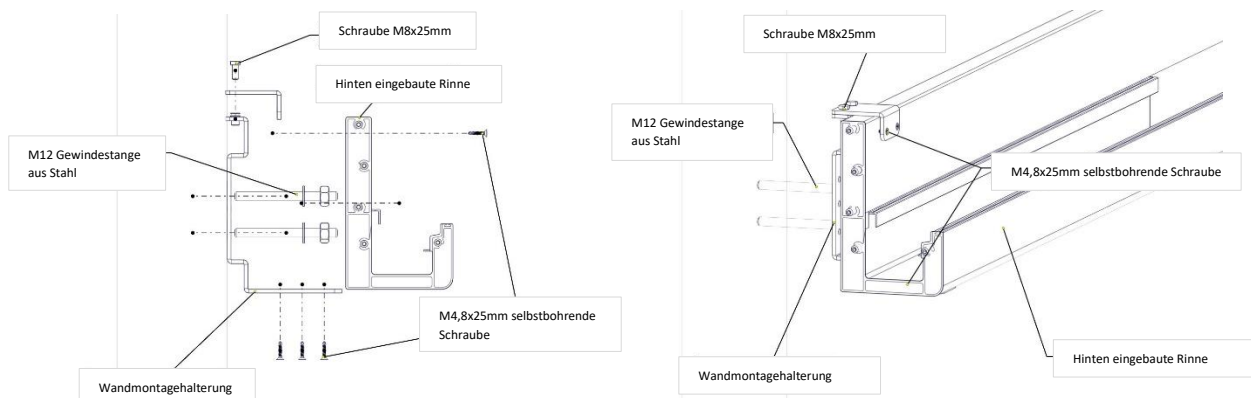 Schraube M8x25mm
Hinten eingebaute Rinne
M12 Gewindestange
aus Stahl
M4,8x25mm selbstbohrende
Schraube
Wandmontagehalterung
Schraube M8x25mm
M12 Gewindestange
aus Stahl
M4,8x25mm selbstbohrende Schraube
Hinten eingebaute Rinne
Wandmontagehalterung